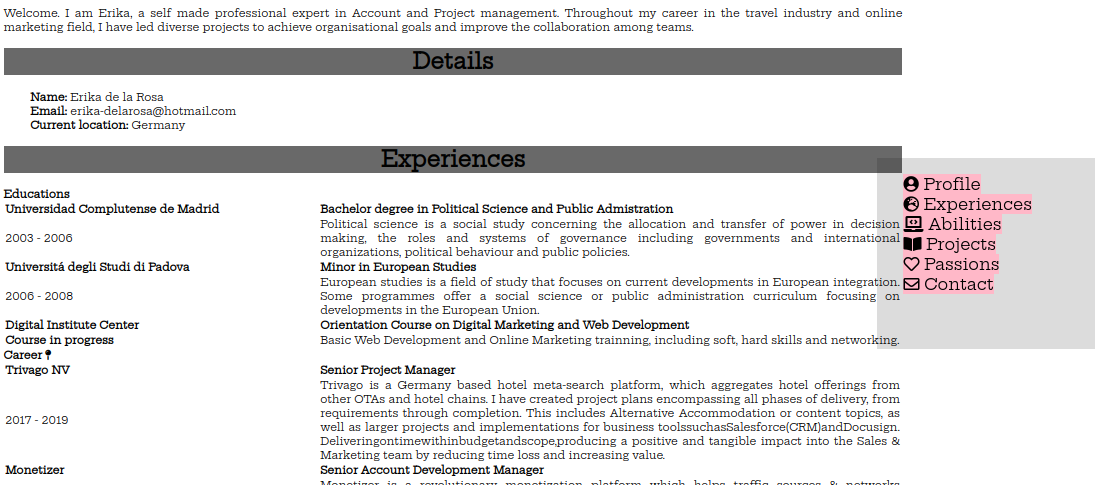 Welcome. I am Erika, a self made professional expert in Account and Project management. Throughout my career in the travel industry and online
marketing field, I have led diverse projects to achieve organisational goals and improve the collaboration among teams.
Details
Name: Erika de la Rosa
Email: erika-delarosa@hotmail.com
Current location: Germany
Experiences
Educations
Universidad Complutense de Madrid
Bachelor degree in Political Science and Public Admistration
2003 - 2006
Political science is a social study concerning the allocation and transfer of power in decision
making, the roles and systems of governance including governments and international
organizations, political behaviour and public policies.
Universitá degli Studi di Padova
Minor in European Studies
2006 - 2008
European studies is a field of study that focuses on current developments in European integration.
Some programmes offer a social science or public administration curriculum focusing on
developments in the European Union.
Digital Institute Center
Orientation Course on Digital Marketing and Web Development
Course in progress
Basic Web Development and Online Marketing trainning, including soft, hard skills and networking.
Career
Trivago NV
Senior Project Manager
2017 - 2019
Trivago is a Germany based hotel meta-search platform, which aggregates hotel offerings from
other OTAs and hotel chains. I have created project plans encompassing all phases of delivery, from
requirements through completion. This includes Alternative Accommodation or content topics, as
well as larger projects and implementations for business toolssuchasSalesforce(CRM)andDocusign.
Deliveringontimewithinbudgetandscope,producing a positive and tangible impact into the Sales &
Marketing team by reducing time loss and increasing value.
Monetizer
Senior Account Development Manager
Monetizer is a revolutionary monetization platform which helps traffic sources & networks
Profile
Experiences
Abilities
Projects
Passions
Contact